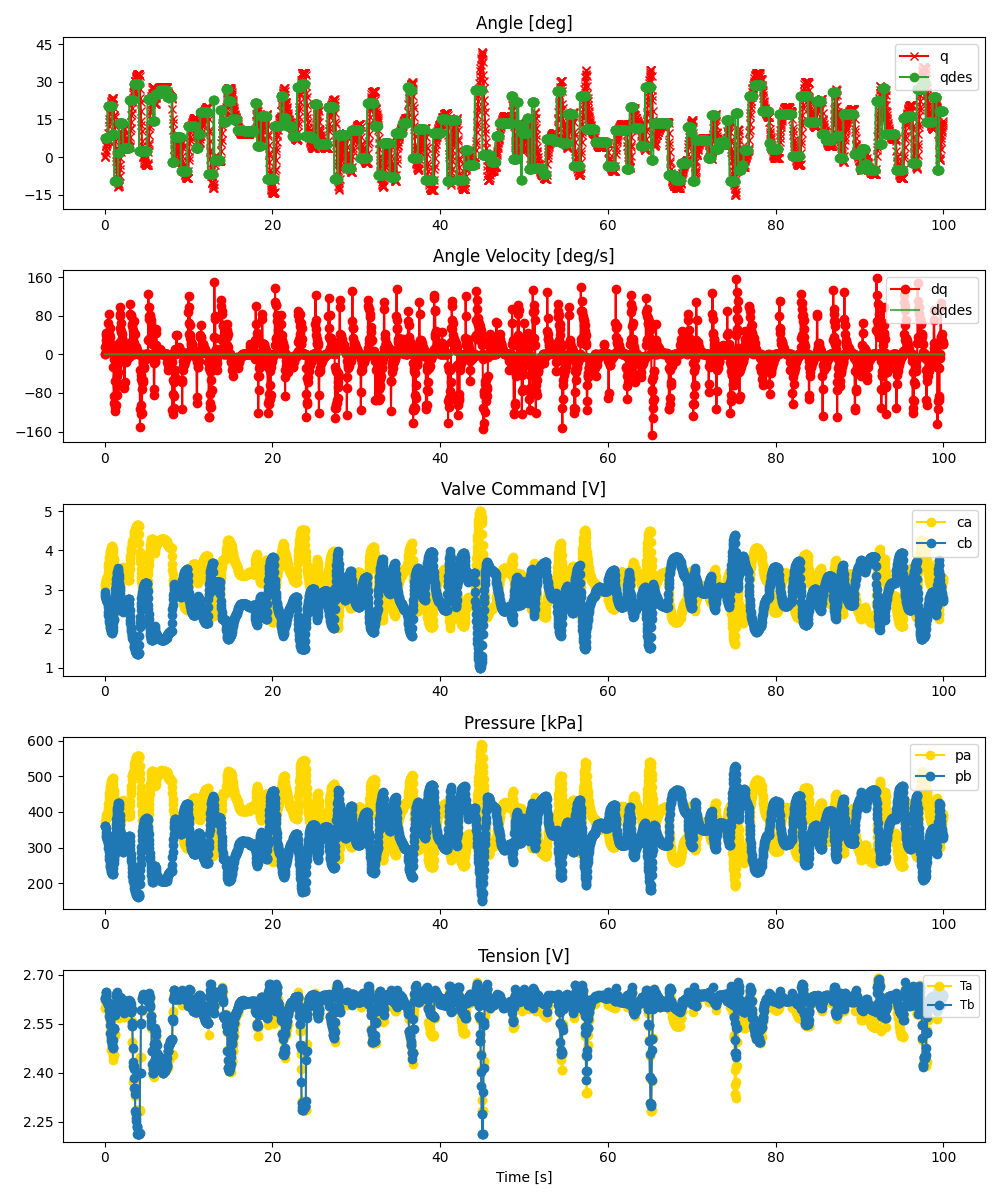 Angle [deg]
45
30
15
0
−15
q
qdes
0 20 40 60 80 100
Angle Velocity [deg/s]
160
80
0
−80
−160
dq
dqdes
0 20 40 60 80 100
Valve Command [V]
5
4
3
2
1
ca
cb
0 20 40 60 80 100
Pressure [kPa]
600
500
400
300
200
pa
pb
0 20 40 60 80 100
Tension [V]
2.70
2.55
2.40
2.25
Ta
Tb
0 20 40 60 80 100
Time [s]